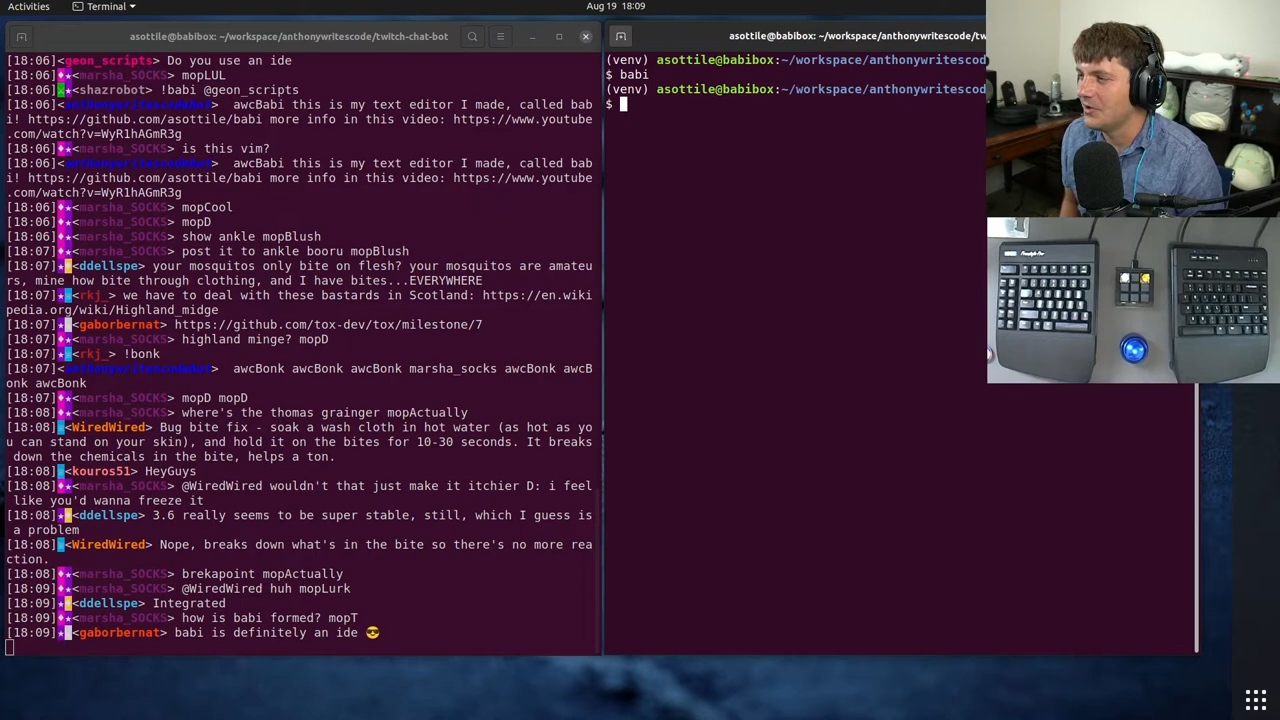 Activities
Terminal
Aug 19 18:09
asottile@babibox: ~/workspace/anthonywritescode/twitch-chat-bot
asottile@babibox: ~/workspace/anthonywritescode/tw
[18:06] <geon_scripts> Do you use an ide
[18:06] <marsha_SOCKS> mopLUL
[18:06] <shazrobot> !babi @geon_scripts
[18:06] <anthonywritescodebot> awcBabi this is my text editor I made, called bab
i! https://github.com/asottile/babi more info in this video: https://www.youtube
.com/watch?v=WyR1hAGmR3g
[18:06] <marsha_SOCKS> is this vim?
[18:06] <anthonywritescodebot> awcBabi this is my text editor I made, called bab
i! https://github.com/asottile/babi more info in this video: https://www.youtube
.com/watch?v=WyR1hAGmR3g
[18:06] <marsha_SOCKS> mopCool
[18:06] <marsha_SOCKS> mopD
[18:06] <marsha_SOCKS> show ankle mopBlush
[18:06] <marsha_SOCKS> post it to ankle booru mopBlush
[18:07] <ddellspe> your mosquitos only bite on flesh? your mosquitos are amateu
rs, mine how bite through clothing, and I have bites...EVERYWHERE
[18:07] <rkj_> we have to deal with these bastards in Scotland: https://en.wiki
pedia.org/wiki/Highland_midge
[18:07] <gaborbernat> https://github.com/tox-dev/tox/milestone/7
[18:07] <marsha_SOCKS> highland minge? mopD
[18:07] <rkj_> !bonk
[18:07] <anthonywritescodebot> awcBonk awcBonk awcBonk marsha_socks awcBonk awcB
onk awcBonk
[18:07] <marsha_SOCKS> mopD mopD
[18:08] <marsha_SOCKS> where's the thomas grainger mopActually
[18:08] <WiredWired> Bug bite fix - soak a wash cloth in hot water (as hot as yo
u can stand on your skin), and hold it on the bites for 10-30 seconds. It breaks
down the chemicals in the bite, helps a ton.
[18:08] <kouros51> HeyGuys
[18:08] <marsha_SOCKS> @WiredWired wouldn't that just make it itchier D: i feel
like you'd wanna freeze it
[18:08] <ddellspe> 3.6 really seems to be super stable, still, which I guess is
a problem
[18:08] <WiredWired> Nope, breaks down what's in the bite so there's no more rea
ction.
[18:08] <marsha_SOCKS> brekapoint mopActually
[18:09] <marsha_SOCKS> @WiredWired huh mopLurk
[18:09] <ddellspe> Integrated
[18:09] <marsha_SOCKS> how is babi formed? mopT
[18:09] <gaborbernat> babi is definitely an ide 😎
(venv) asottile@babibox:~/workspace/anthonywritescod
$ babi
(venv) asottile@babibox:~/workspace/anthonywritescod
$